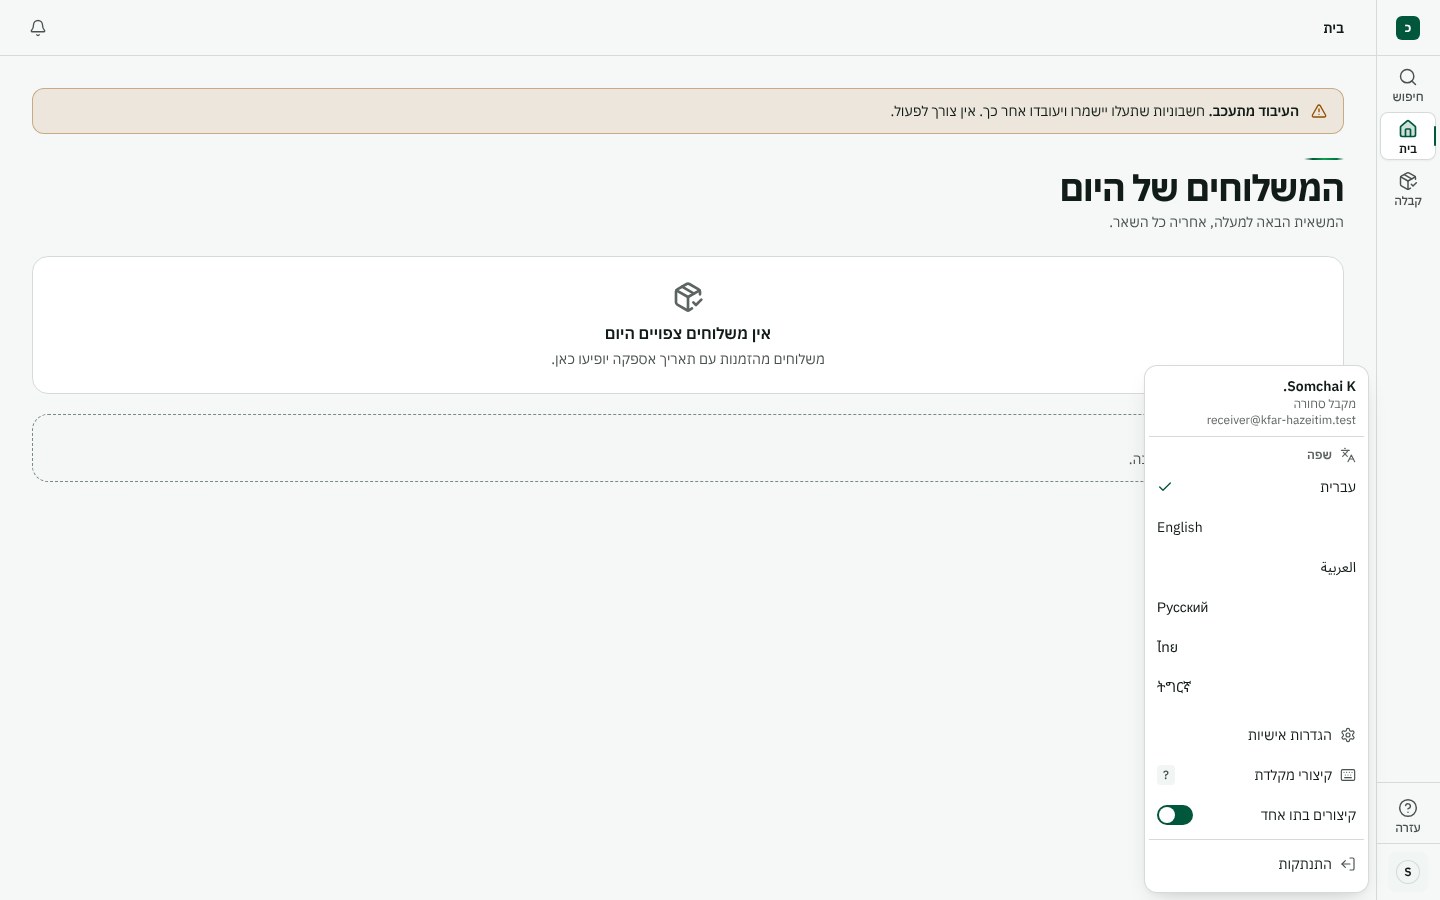 כ
בית
חיפוש
בית
קבלה
העיבוד מתעכב. חשבוניות שתעלו יישמרו ויעובדו אחר כך. אין צורך לפעול.
המשלוחים של היום
המשאית הבאה למעלה, אחריה כל השאר.
אין משלוחים צפויים היום
משלוחים מהזמנות עם תאריך אספקה יופיעו כאן.
Somchai K.
מקבל סחורה
receiver@kfar-hazeitim.test
שפה
עברית
English
العربية
Русский
ไทย
ትግርኛ
הגדרות אישיות
קיצורי מקלדת ?
קיצורים בתו אחד
התנתקות
עזרה
S